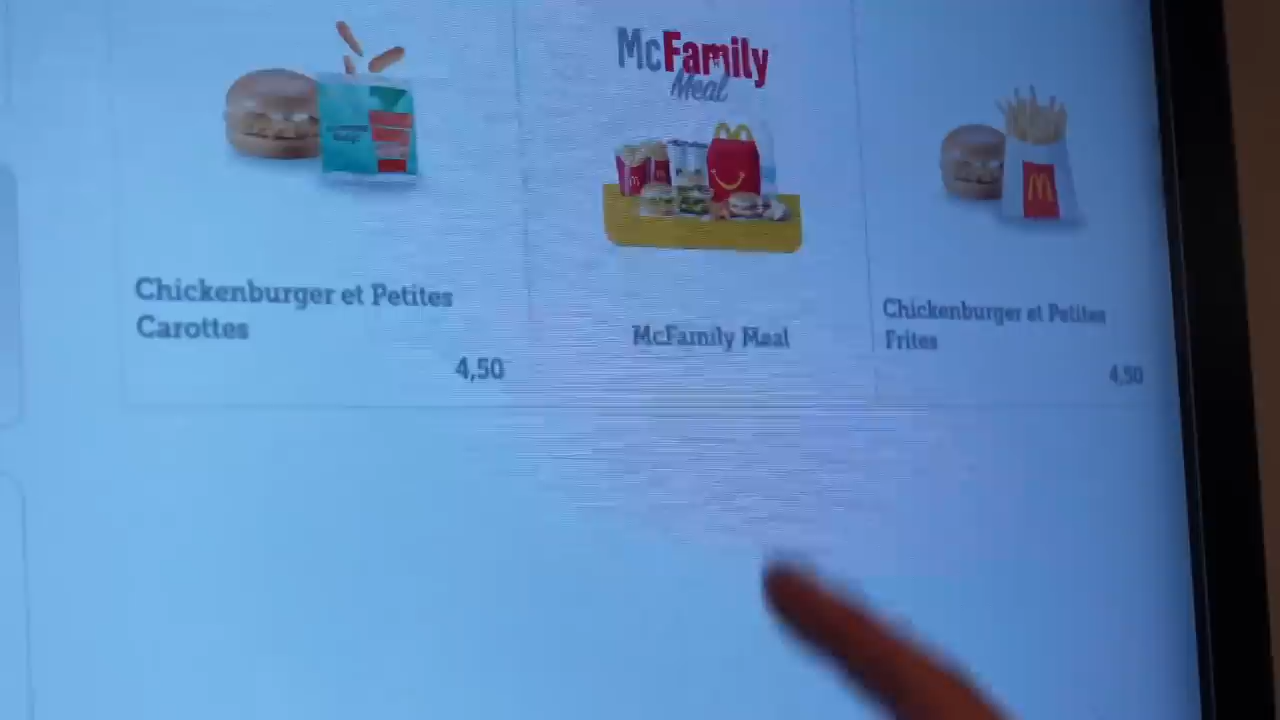 McFamily
Meal
Chickenburger et Petites
Carottes
4,50
McFamily Meal
Chickenburger et Petites
Frites
4,50